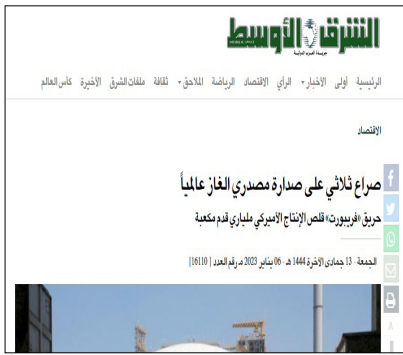 الشرق الأوسط
جريدة العرب الدولية
الرئيسية أولى الأخبار الرأي الاقتصاد الرياضة الملاحق ثقافة ملفات الشرق الأخيرة كأس العالم
الاقتصاد
صراع ثلاثي على صدارة مصدري الغاز عالمياً
حريق «فريبورت» قلص الإنتاج الأميركي ملياري قدم مكعبة
الجمعة - 13 جمادى الآخرة 1444 هـ - 06 يناير 2023 مـ رقم العدد [16110]
A